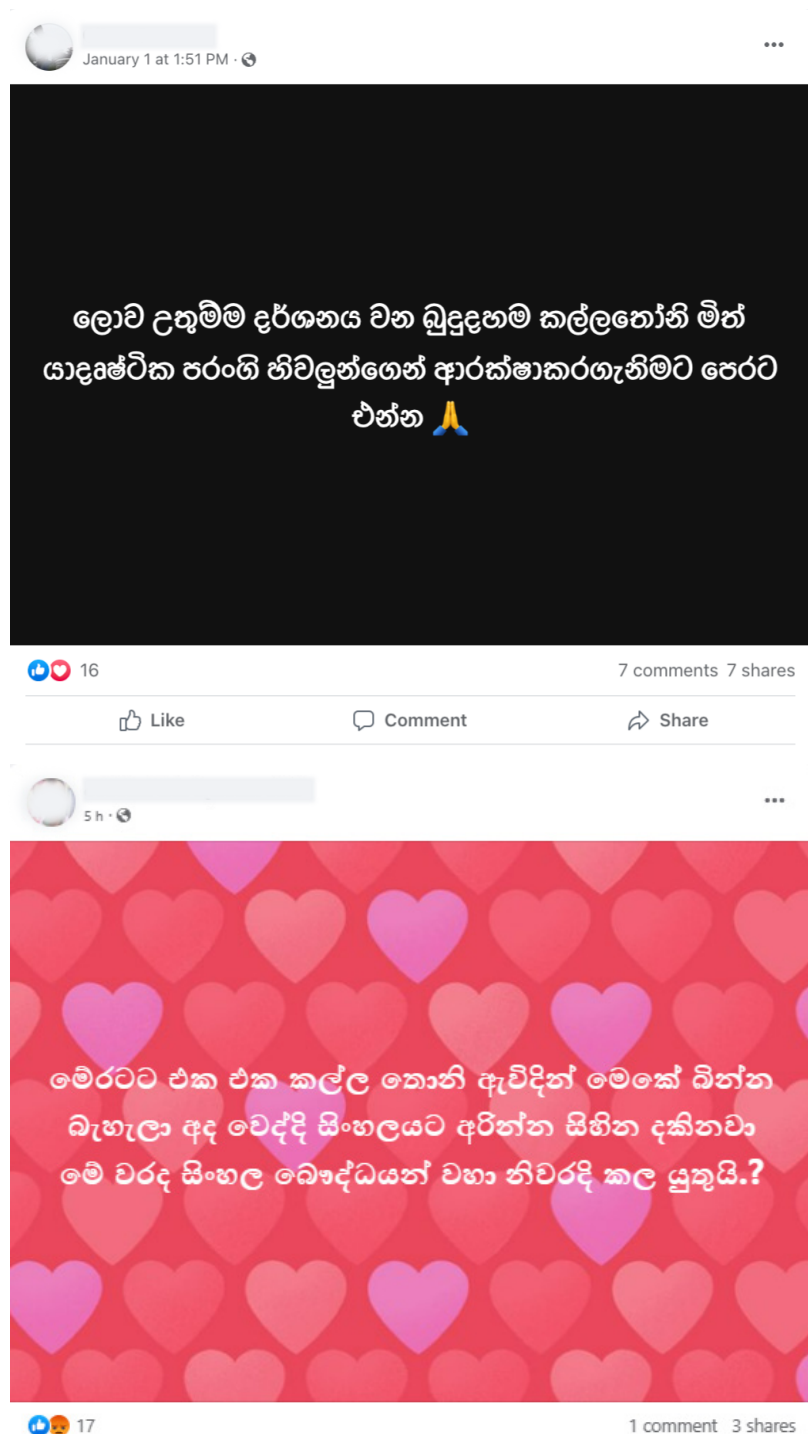 January 1 at 1:51 PM ·
ලොව උතුම්ම දර්ශනය වන බුදුදහම කල්ලතෝනි මිත්
යාදෘෂ්ටික පරංගි හිවලුන්ගෙන් ආරක්ෂාකරගැනිමට පෙරට
එන්න 🙏
16 7 comments 7 shares
Like Comment Share
5 h ·
මේරටට එක එක කල්ල තොනි ඇවිදින් මෙකේ බින්න
බැහැලා අද වෙද්දි සිංහලයට අරින්න සිහින දකිනවා
මේ වරද සිංහල බෞද්ධයන් වහා නිවරදි කල යුතුයි.?
17 1 comment 3 shares